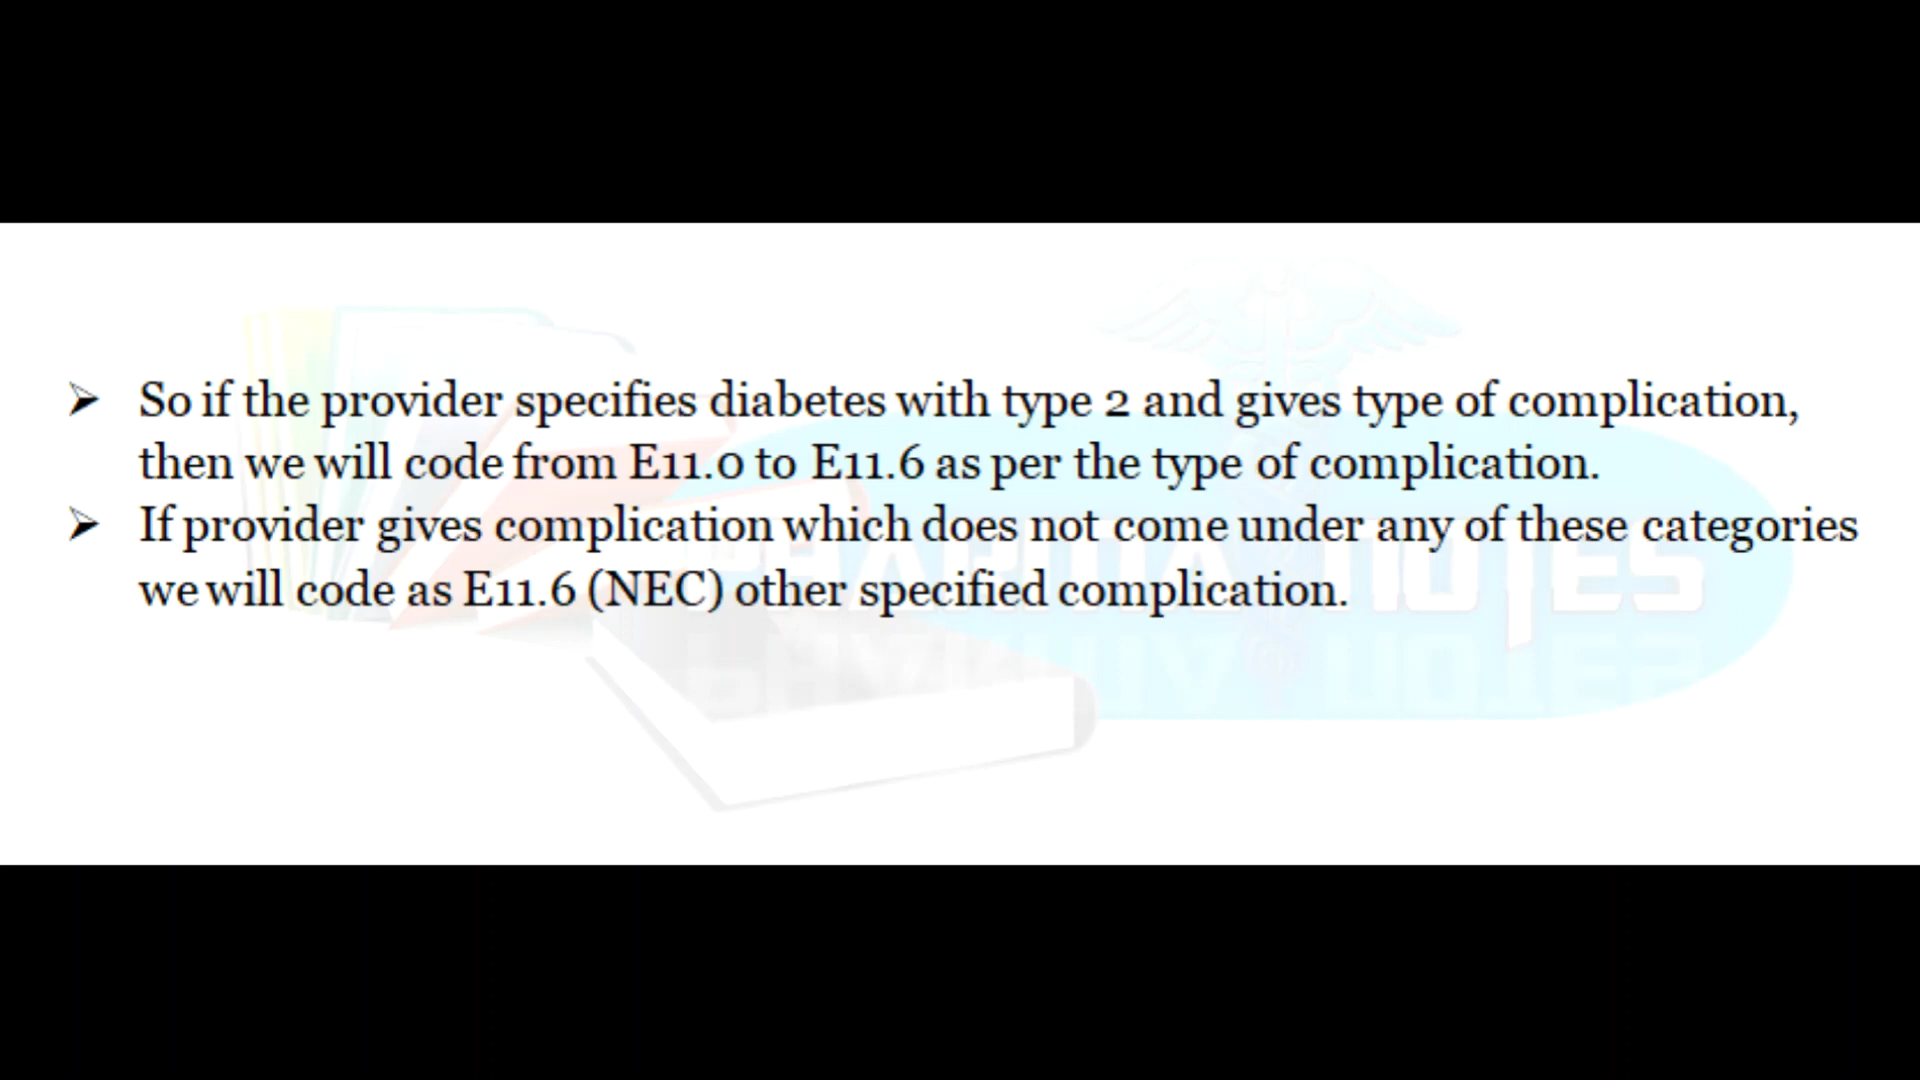 ➢ So if the provider specifies diabetes with type 2 and gives type of complication,
then we will code from E11.0 to E11.6 as per the type of complication.
➢ If provider gives complication which does not come under any of these categories
we will code as E11.6 (NEC) other specified complication.
PHARMA NOTES